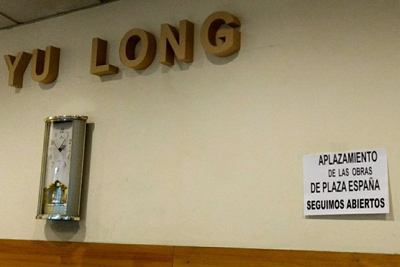 YU LONG
APLAZAMIENTO
DE LAS OBRAS
DE PLAZA ESPAÑA
SEGUIMOS ABIERTOS